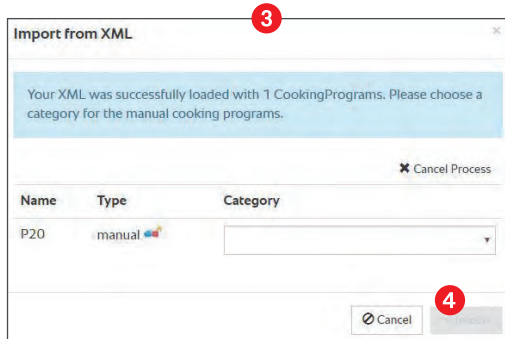 3
Import from XML ×
Your XML was successfully loaded with 1 CookingPrograms. Please choose a
category for the manual cooking programs.
✖ Cancel Process
Name Type Category
P20 manual
4
Cancel